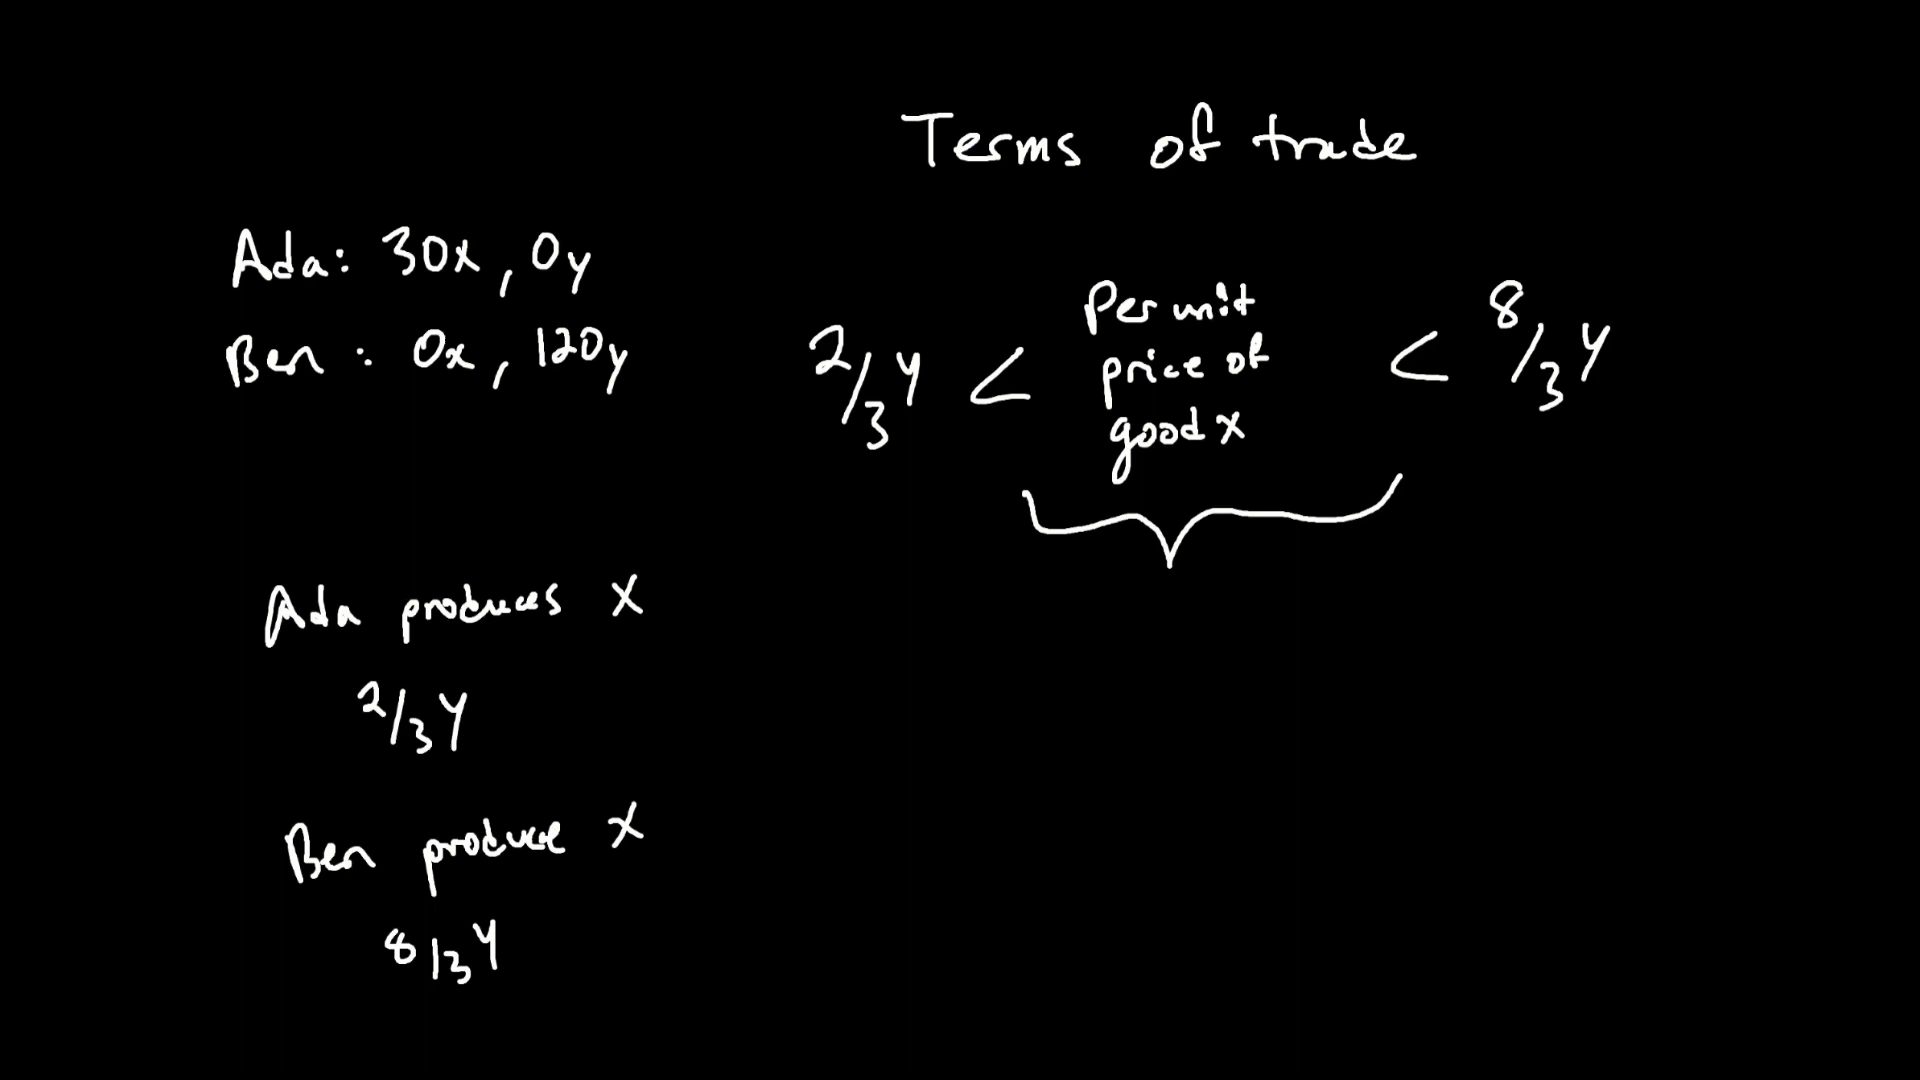 Terms of trade
Ada: 30x, 0y
Ben: 0x, 120y
2/3 Y < Per unit price of good x < 8/3 Y
Ada produces X
2/3 Y
Ben produce X
8/3 Y